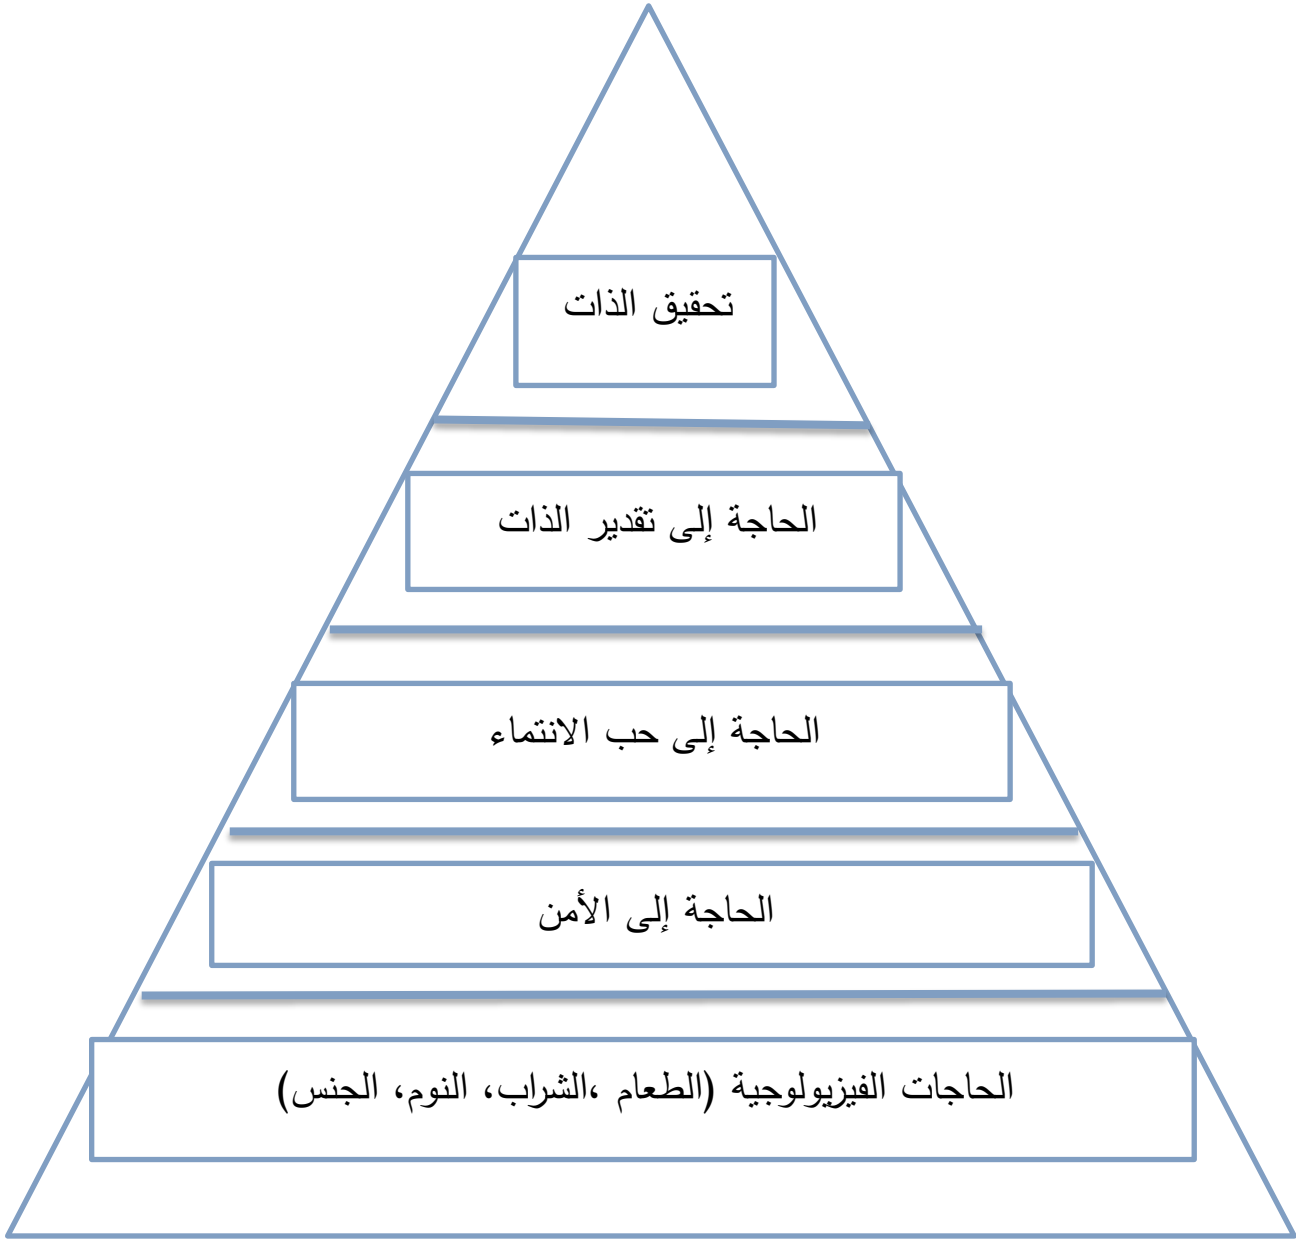 تحقيق الذات
الحاجة إلى تقدير الذات
الحاجة إلى حب الانتماء
الحاجة إلى الأمن
الحاجات الفيزيولوجية (الطعام ،الشراب، النوم، الجنس)